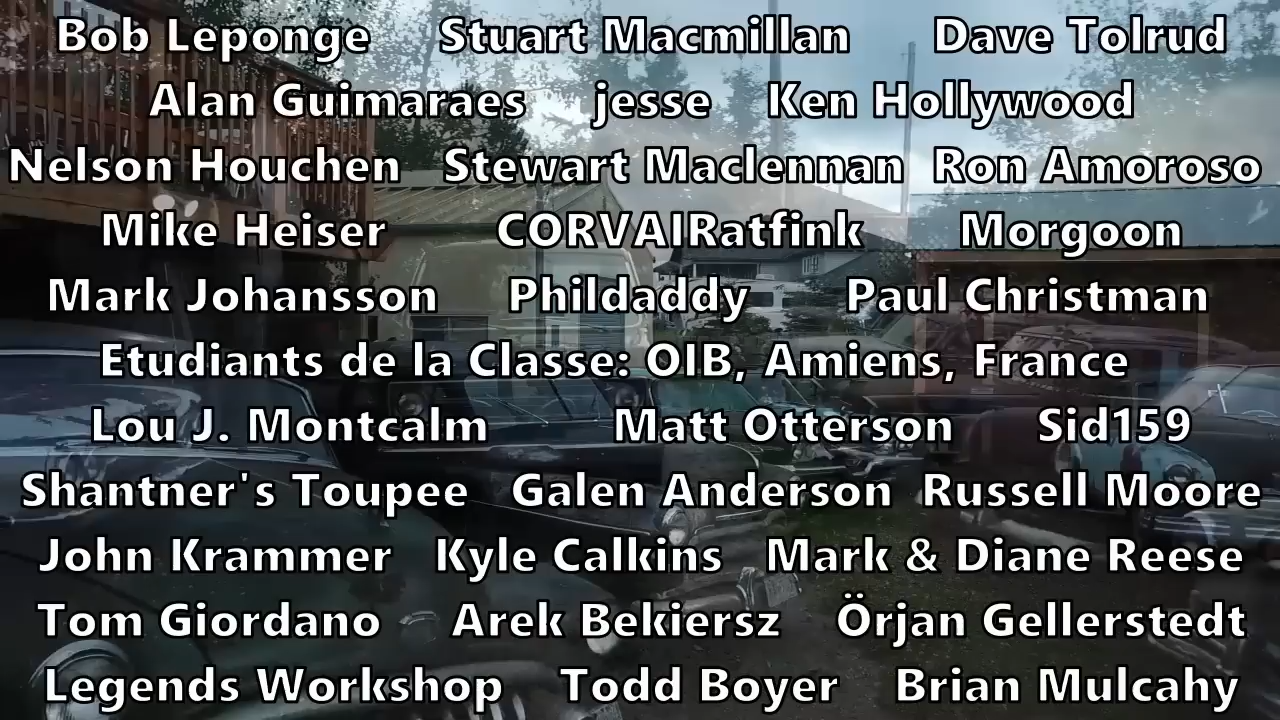 Bob Leponge Stuart Macmillan Dave Tolrud
Alan Guimaraes jesse Ken Hollywood
Nelson Houchen Stewart Maclennan Ron Amoroso
Mike Heiser CORVAIRatfink Morgoon
Mark Johansson Phildaddy Paul Christman
Etudiants de la Classe: OIB, Amiens, France
Lou J. Montcalm Matt Otterson Sid159
Shantner's Toupee Galen Anderson Russell Moore
John Krammer Kyle Calkins Mark & Diane Reese
Tom Giordano Arek Bekiersz Örjan Gellerstedt
Legends Workshop Todd Boyer Brian Mulcahy